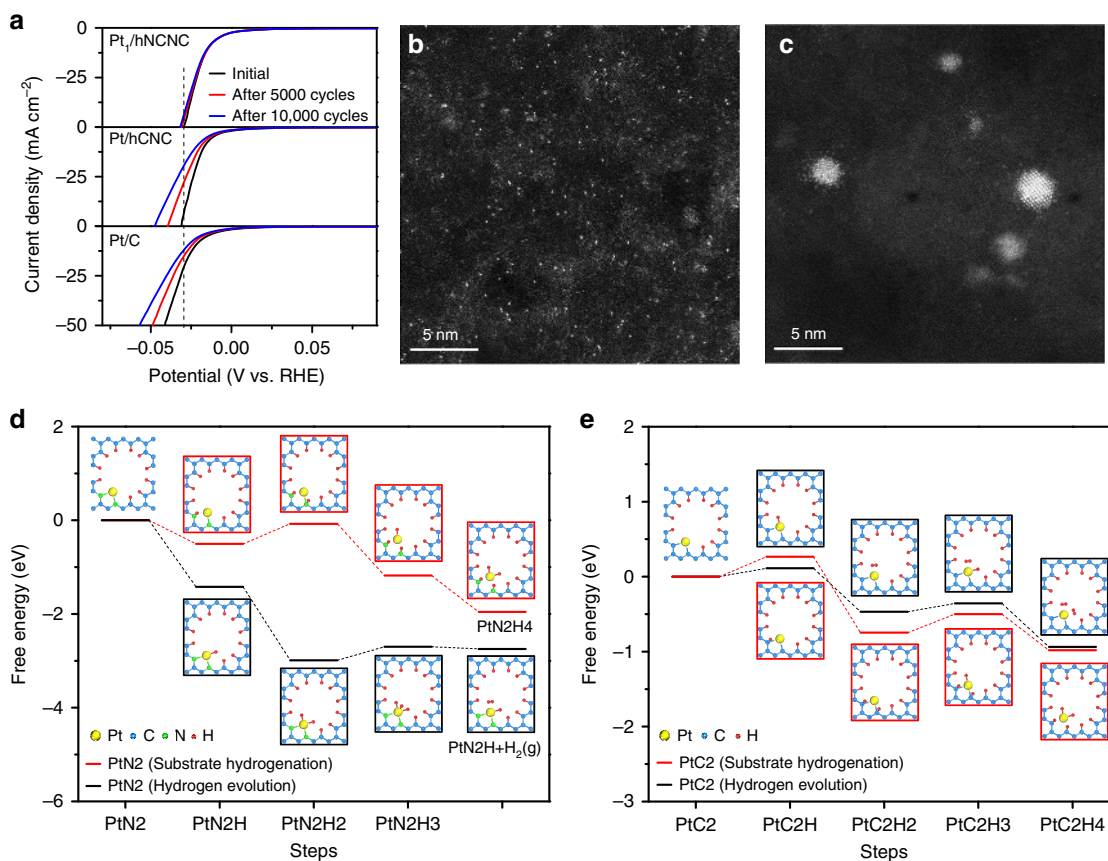 a
Pt1/hNCNC
Initial
After 5000 cycles
After 10,000 cycles
Pt/hCNC
Pt/C
0
−25
0
−25
0
−25
−50
Current density (mA cm−2)
−0.05 0.00 0.05
Potential (V vs. RHE)
b
5 nm
c
5 nm
d
2
0
−2
−4
−6
Free energy (eV)
PtN2H4
PtN2H+H2(g)
Pt C N H
PtN2 (Substrate hydrogenation)
PtN2 (Hydrogen evolution)
PtN2 PtN2H PtN2H2 PtN2H3
Steps
e
2
1
0
−1
−2
−3
Free energy (eV)
Pt C H
PtC2 (Substrate hydrogenation)
PtC2 (Hydrogen evolution)
PtC2 PtC2H PtC2H2 PtC2H3 PtC2H4
Steps